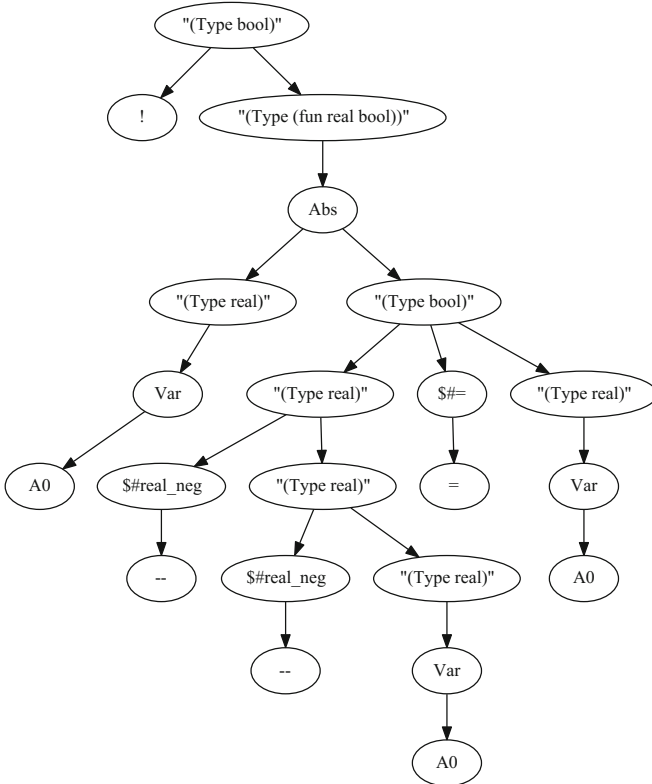 "(Type bool)"
!
"(Type (fun real bool))"
Abs
"(Type real)"
"(Type bool)"
Var
"(Type real)"
$#=
"(Type real)"
A0
$#real_neg
"(Type real)"
=
Var
--
$#real_neg
"(Type real)"
A0
--
Var
A0